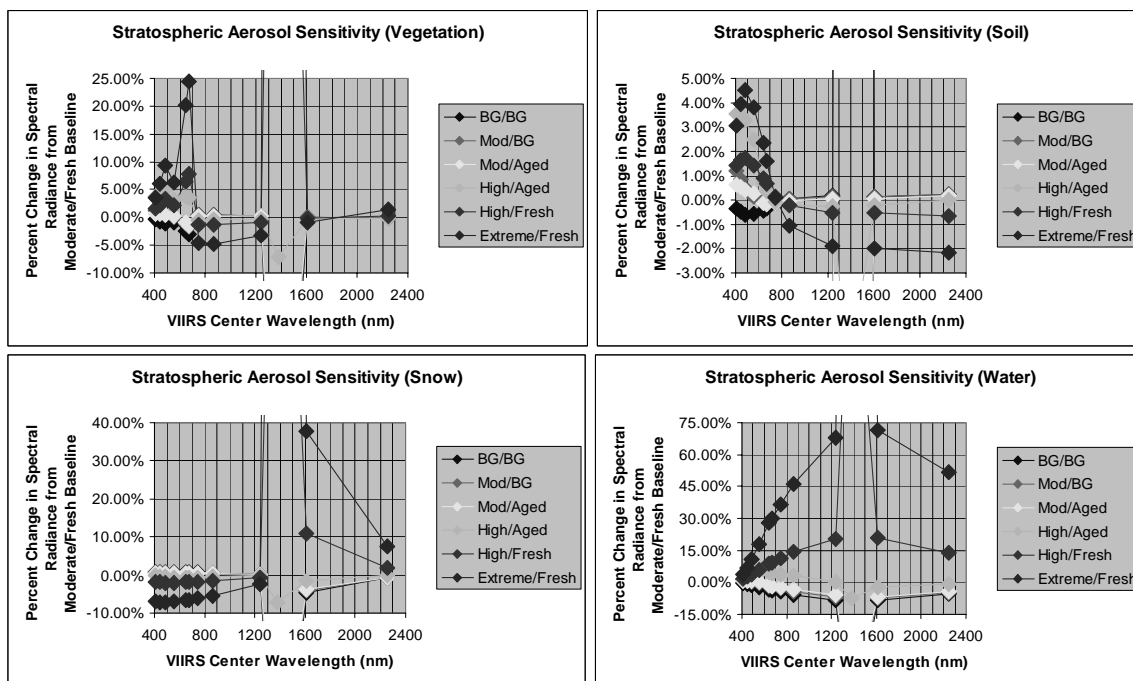 Stratospheric Aerosol Sensitivity (Vegetation)
Percent Change in Spectral
Radiance from
Moderate/Fresh Baseline
25.00%
20.00%
15.00%
10.00%
5.00%
0.00%
-5.00%
-10.00%
400 800 1200 1600 2000 2400
VIIRS Center Wavelength (nm)
BG/BG
Mod/BG
Mod/Aged
High/Aged
High/Fresh
Extreme/Fresh
Stratospheric Aerosol Sensitivity (Soil)
Percent Change in Spectral
Radiance from
Moderate/Fresh Baseline
5.00%
4.00%
3.00%
2.00%
1.00%
0.00%
-1.00%
-2.00%
-3.00%
400 800 1200 1600 2000 2400
VIIRS Center Wavelength (nm)
BG/BG
Mod/BG
Mod/Aged
High/Aged
High/Fresh
Extreme/Fresh
Stratospheric Aerosol Sensitivity (Snow)
Percent Change in Spectral
Radiance from
Moderate/Fresh Baseline
40.00%
30.00%
20.00%
10.00%
0.00%
-10.00%
400 800 1200 1600 2000 2400
VIIRS Center Wavelength (nm)
BG/BG
Mod/BG
Mod/Aged
High/Aged
High/Fresh
Extreme/Fresh
Stratospheric Aerosol Sensitivity (Water)
Percent Change in Spectral
Radiance from
Moderate/Fresh Baseline
75.00%
60.00%
45.00%
30.00%
15.00%
0.00%
-15.00%
400 800 1200 1600 2000 2400
VIIRS Center Wavelength (nm)
BG/BG
Mod/BG
Mod/Aged
High/Aged
High/Fresh
Extreme/Fresh